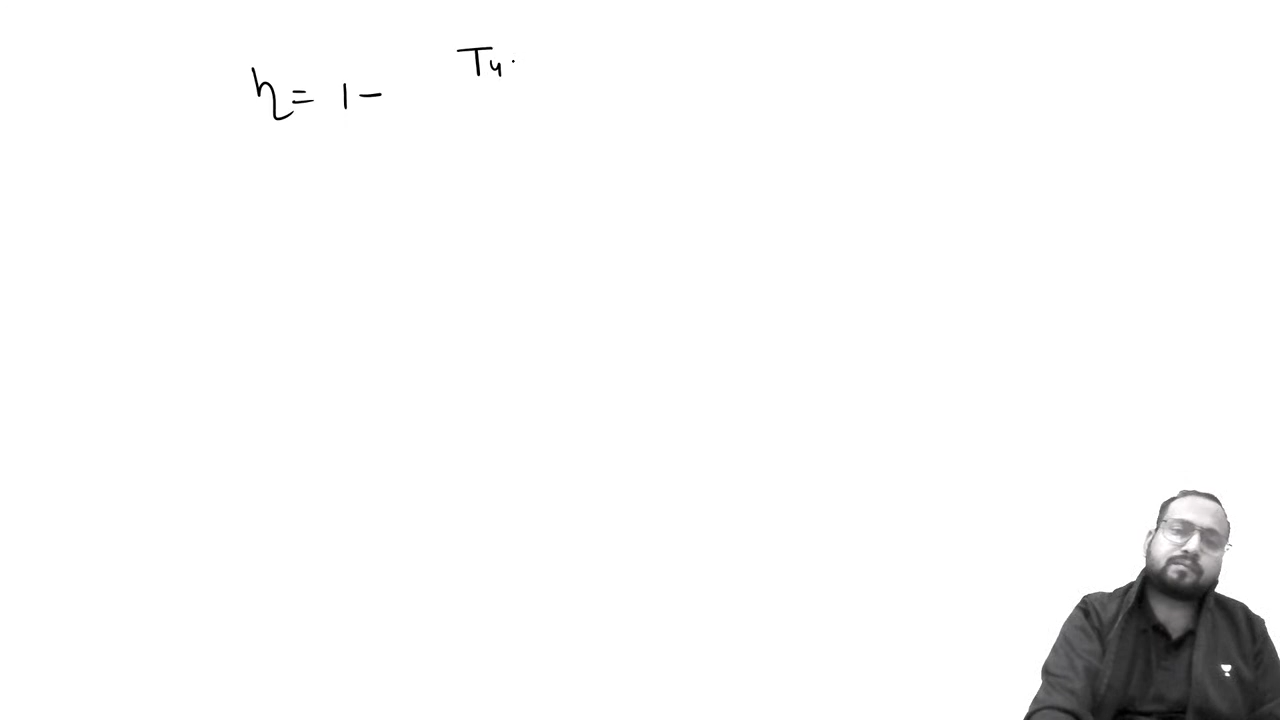 η = 1 - T₄.